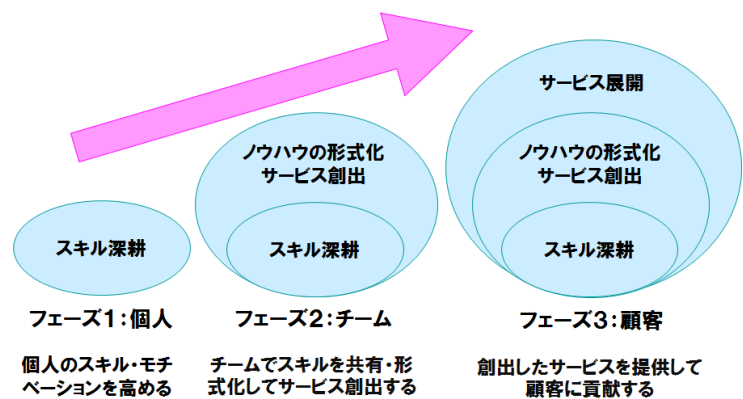 サービス展開
ノウハウの形式化
サービス創出
ノウハウの形式化
サービス創出
スキル深耕
スキル深耕
スキル深耕
フェーズ1：個人
フェーズ2：チーム
フェーズ3：顧客
個人のスキル・モチ
ベーションを高める
チームでスキルを共有・形
式化してサービス創出する
創出したサービスを提供して
顧客に貢献する